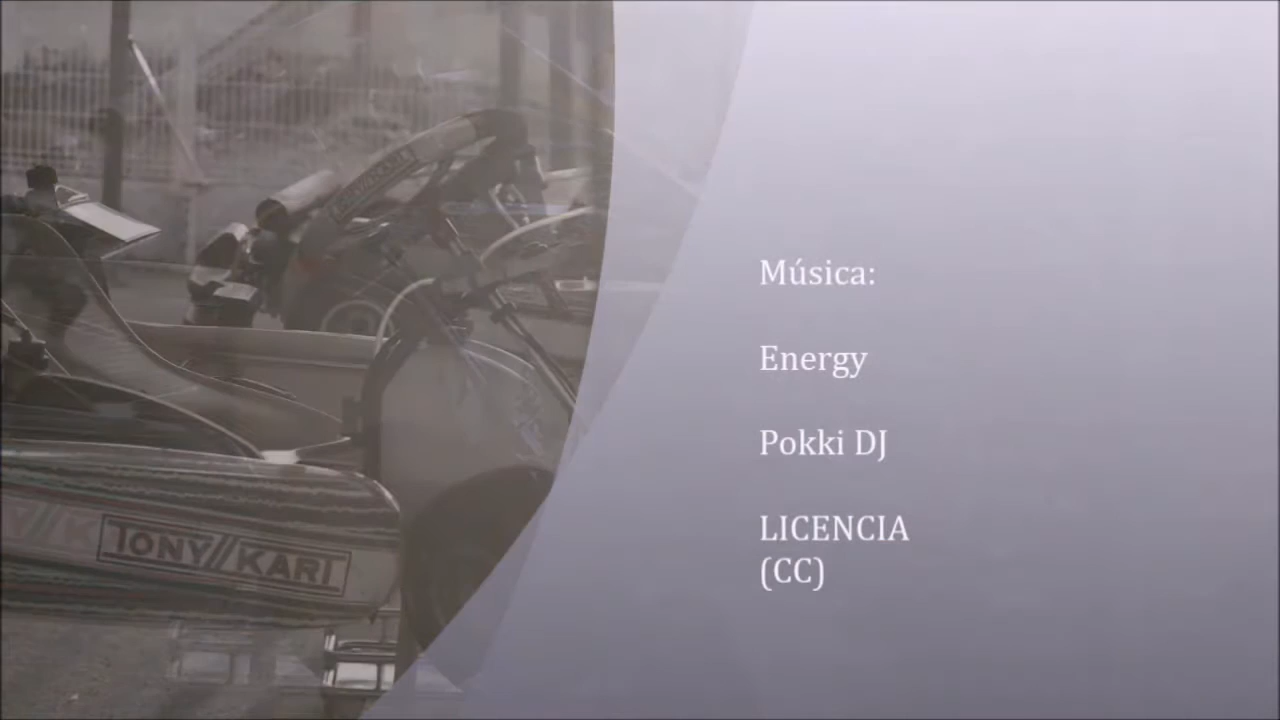 Música:
Energy
Pokki DJ
LICENCIA
(CC)
TONY//KART